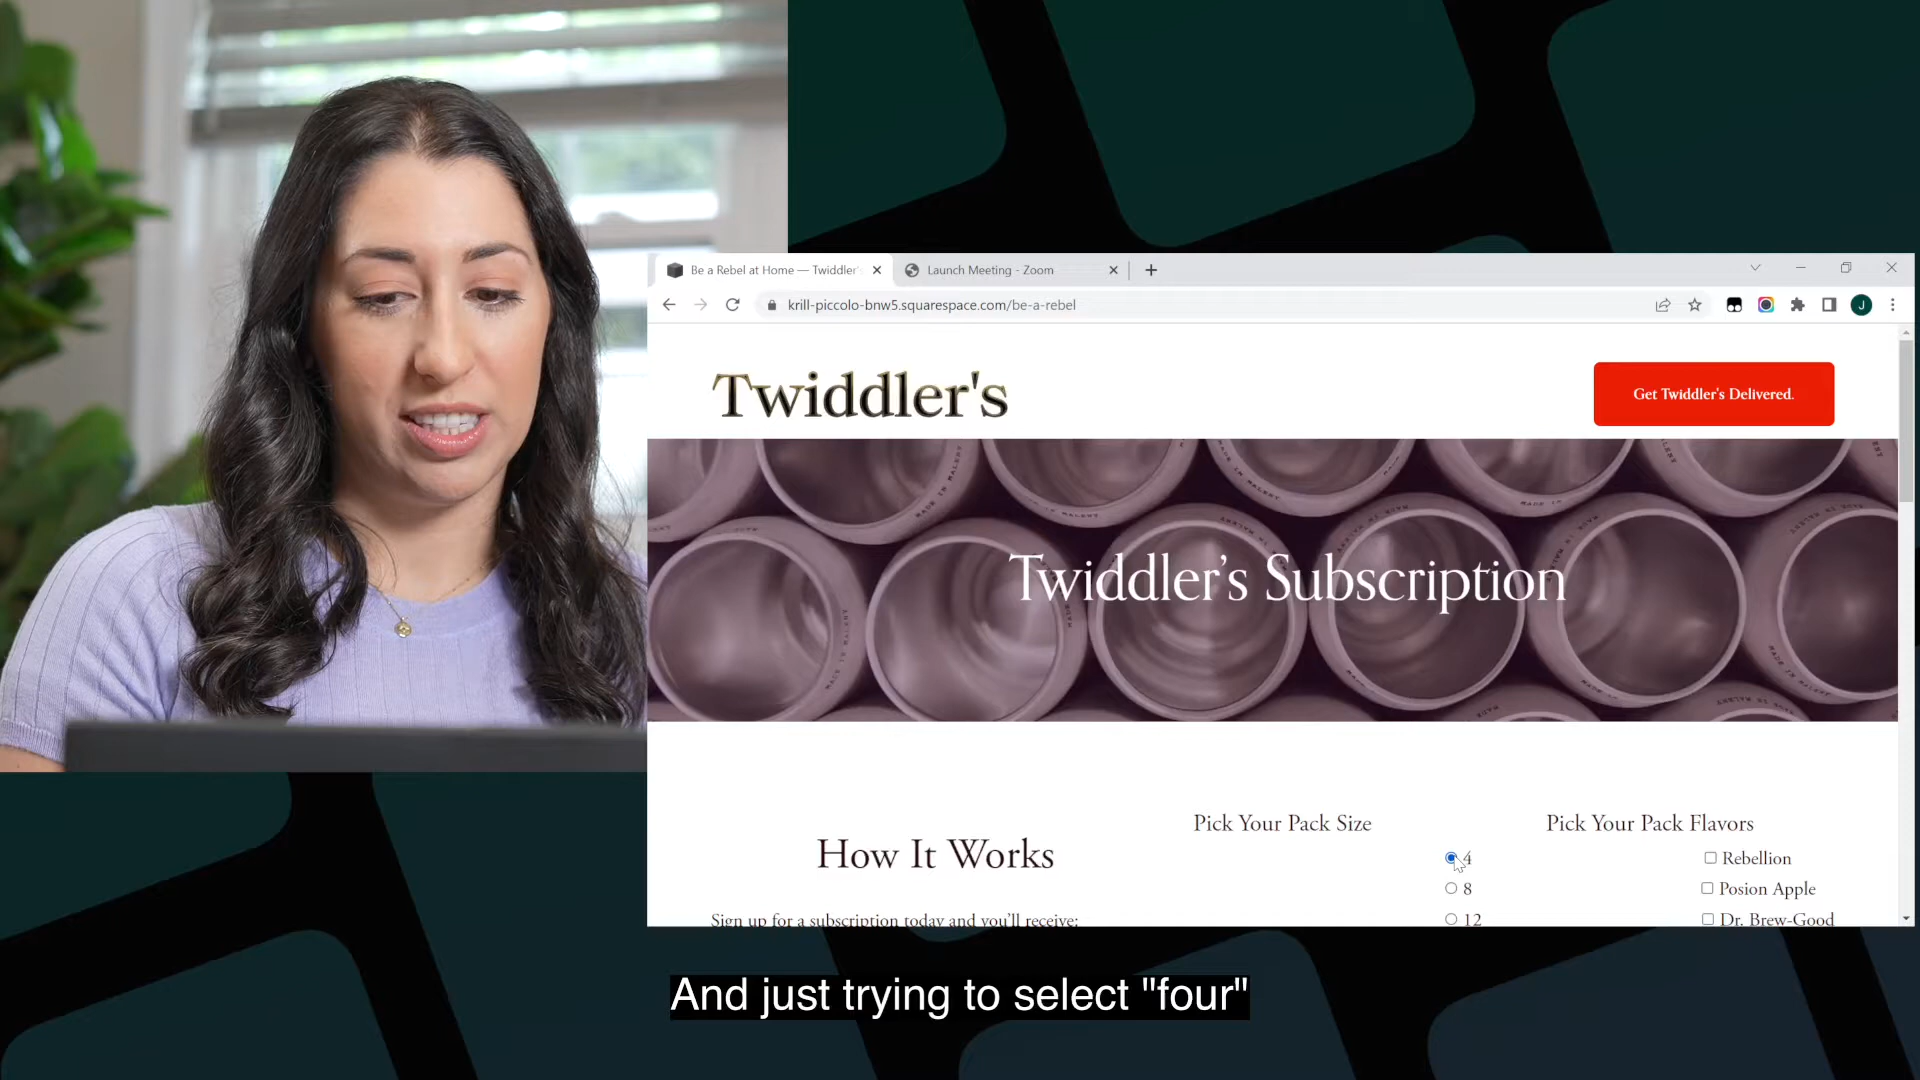 Be a Rebel at Home — Twiddler'
Launch Meeting - Zoom
krill-piccolo-bnw5.squarespace.com/be-a-rebel
J
Twiddler's
Get Twiddler's Delivered.
Twiddler's Subscription
How It Works
Sign up for a subscription today and you'll receive:
Pick Your Pack Size
4
8
12
Pick Your Pack Flavors
Rebellion
Posion Apple
Dr. Brew-Good
And just trying to select "four"